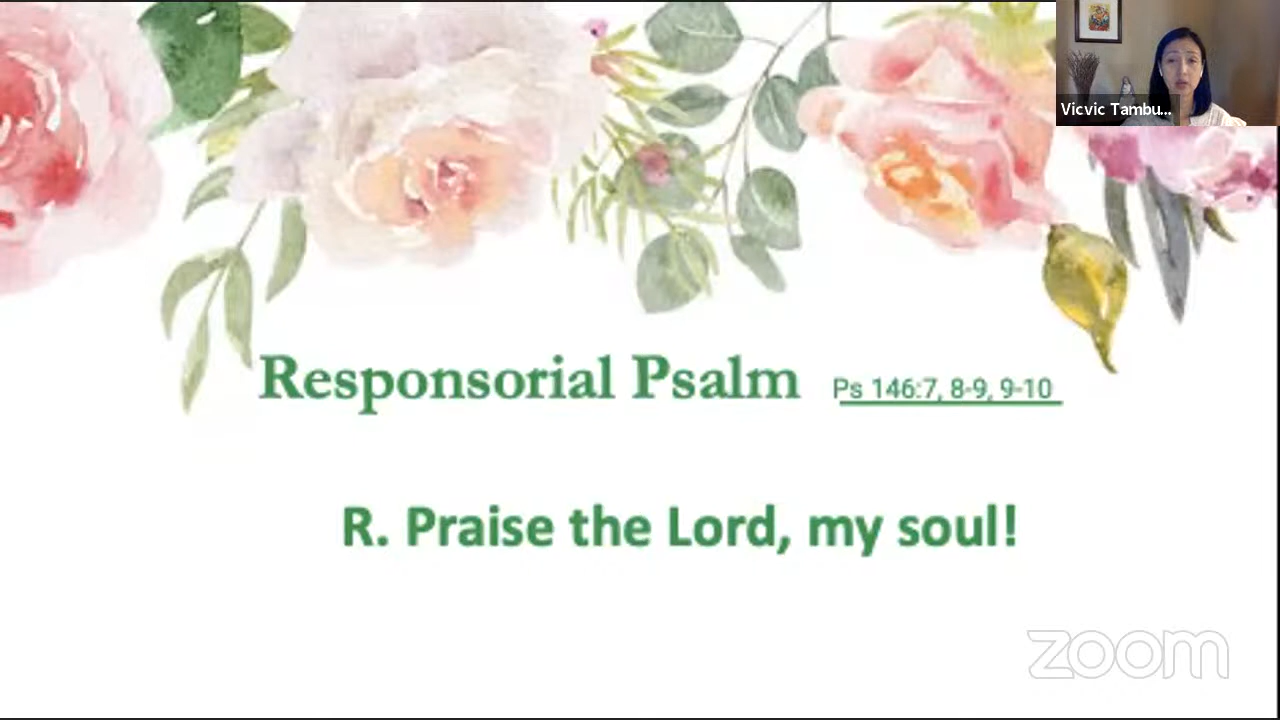 Vicvic Tambu...
Responsorial Psalm Ps 146:7, 8-9, 9-10
R. Praise the Lord, my soul!
zoom